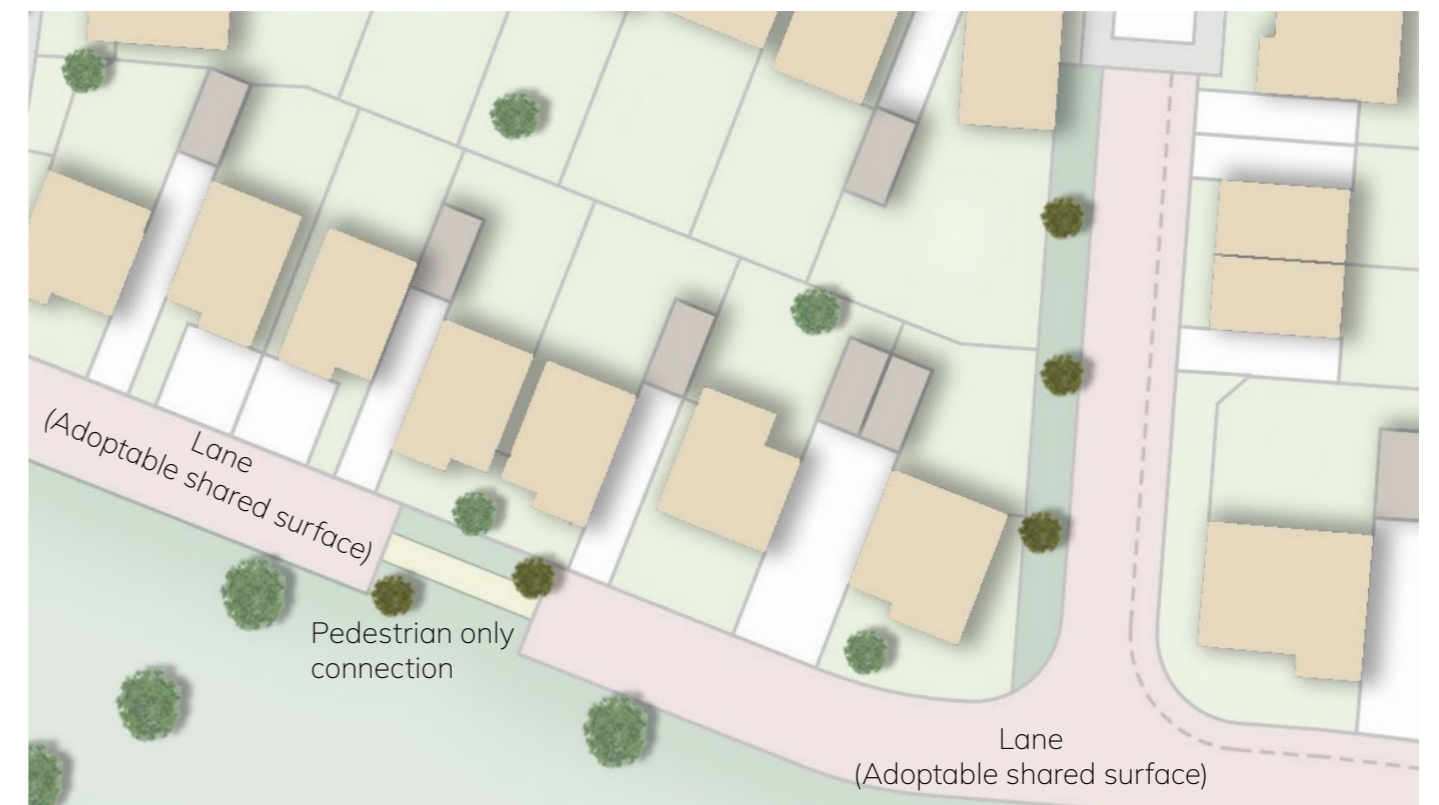 Lane
(Adoptable shared surface)
Pedestrian only
connection
Lane
(Adoptable shared surface)